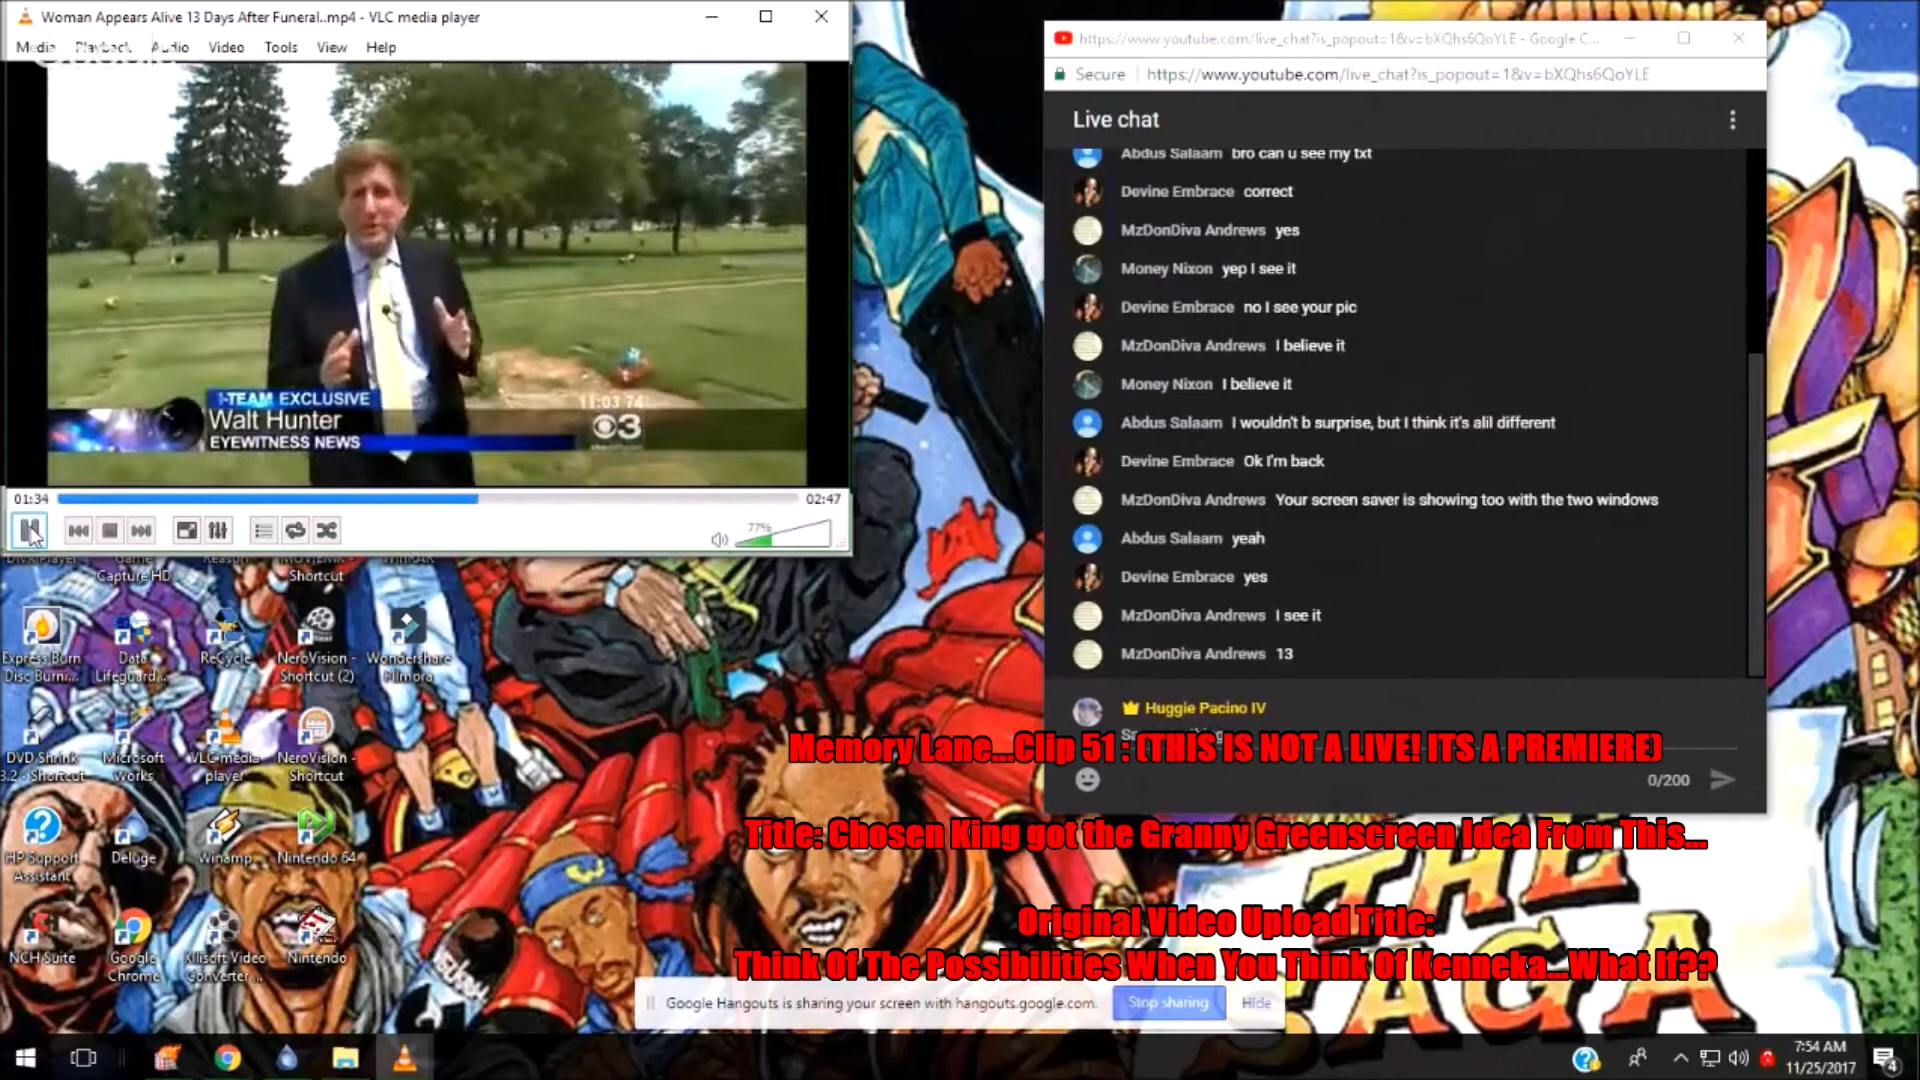 Woman Appears Alive 13 Days After Funeral..mp4 - VLC media player
Media Playback Audio Video Tools View Help
Google
I-TEAM EXCLUSIVE
Walt Hunter
EYEWITNESS NEWS
11:03 74
3
01:34
02:47
77%
https://www.youtube.com/live_chat?is_popout=1&v=bXQhs6QoYLE - Google C...
Secure https://www.youtube.com/live_chat?is_popout=1&v=bXQhs6QoYLE
Live chat
Abdus Salaam bro can u see my txt
Devine Embrace correct
MzDonDiva Andrews yes
Money Nixon yep I see it
Devine Embrace no I see your pic
MzDonDiva Andrews I believe it
Money Nixon I believe it
Abdus Salaam I wouldn't b surprise, but I think it's alil different
Devine Embrace Ok I'm back
MzDonDiva Andrews Your screen saver is showing too with the two windows
Abdus Salaam yeah
Devine Embrace yes
MzDonDiva Andrews I see it
MzDonDiva Andrews 13
Huggie Pacino IV
0/200
Memory Lane...Clip 51 : (THIS IS NOT A LIVE! ITS A PREMIERE)
Title: Chosen King got the Granny Greenscreen Idea From This...
Original Video Upload Title:
Think Of The Possibilities When You Think Of Kenneka...What If??
THE
SAGA
Capture HD
Shortcut
Express Burn
Disc Burni...
Data
Lifeguard...
ReCycle
NeroVision -
Shortcut (2)
Wondershare
Filmora
DVD Shrink
3.2 - Shortcut
Microsoft
Works
VLC media
player
NeroVision -
Shortcut
HP Support
Assistant
Deluge
Winamp
Nintendo 64
NCH Suite
Google
Chrome
Xilisoft Video
Converter ...
Nintendo
Google Hangouts is sharing your screen with hangouts.google.com.
Stop sharing
Hide
7:54 AM
11/25/2017
4